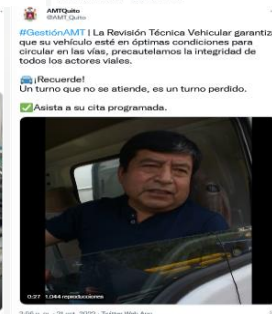 AMTQuito
@AMT_Quito
#GestiónAMT | La Revisión Técnica Vehicular garantiza
que su vehículo esté en óptimas condiciones para
circular en las vías, precautelamos la integridad de
todos los actores viales.
¡Recuerde!
Un turno que no se atiende, es un turno perdido.
Asista a su cita programada.
0:27 1.044 reproducciones